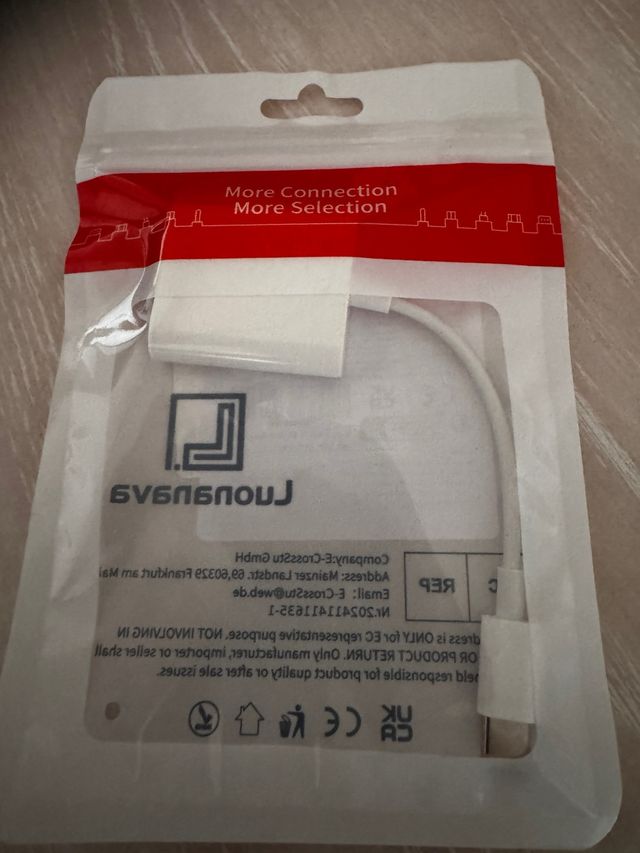 More Connection
More Selection
Luonanava
Company:E-CrossStu GmbH
Address: Mainzer Landstr. 69,60329 Frankfurt am Mai
Email: E-CrossStu@web.de
Nr.20241411635-1
C REP
dress is ONLY for EC representative purpose. NOT INVOLVING IN
OR PRODUCT RETURN. Only manufacturer, importer or seller shall
held responsible for product quality or after sale issues.
UK
CA
CE